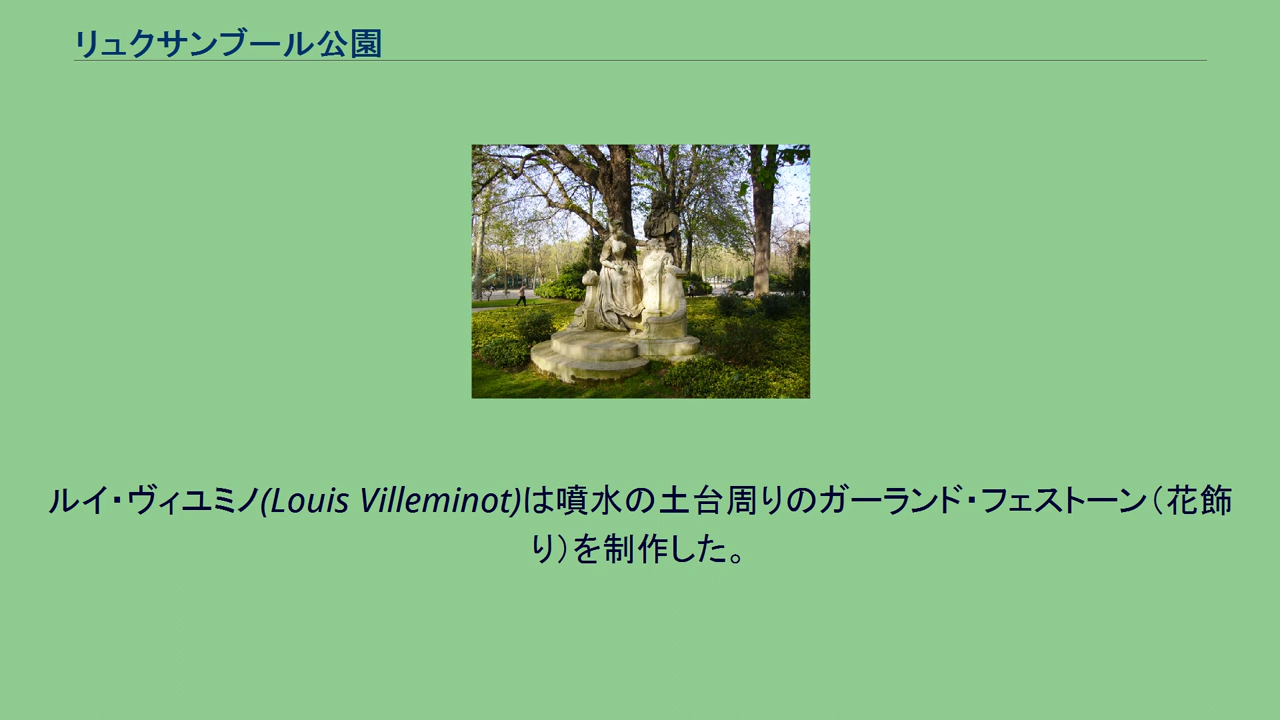 リュクサンブール公園
ルイ・ヴィユミノ(Louis Villeminot)は噴水の土台周りのガーランド・フェストーン（花飾
り）を制作した。